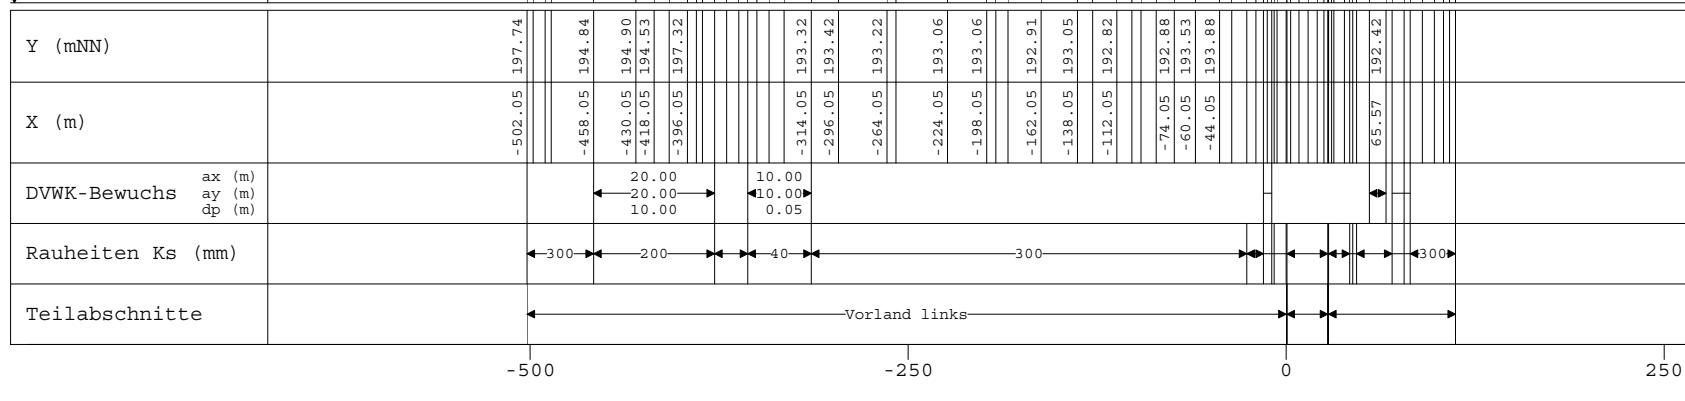 Y (mNN) 197.74 194.84 194.90 194.53 197.32 193.32 193.42 193.22 193.06 193.06 192.91 193.05 192.82 192.88 193.53 193.88 192.42
X (m) -502.05 -458.05 -430.05 -418.05 -396.05 -314.05 -296.05 -264.05 -224.05 -198.05 -162.05 -138.05 -112.05 -74.05 -60.05 -44.05 65.57
ax (m) 20.00 10.00
DVWK-Bewuchs ay (m) 20.00 10.00
dp (m) 10.00 0.05
Rauheiten Ks (mm) 300 200 40 300 300
Teilabschnitte Vorland links
-500 -250 0 250